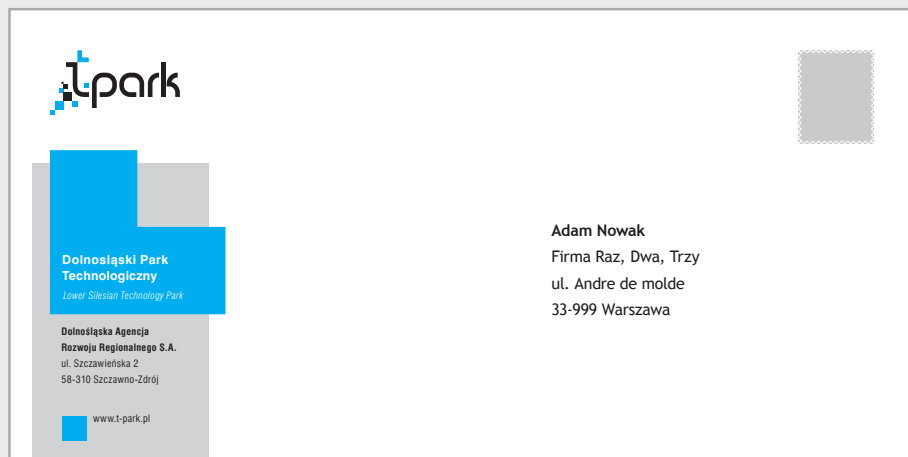 t-park
Dolnosląski Park
Technologiczny
Lower Silesian Technology Park
Dolnośląska Agencja
Rozwoju Regionalnego S.A.
ul. Szczawieńska 2
58-310 Szczawno-Zdrój
www.t-park.pl
Adam Nowak
Firma Raz, Dwa, Trzy
ul. Andre de molde
33-999 Warszawa